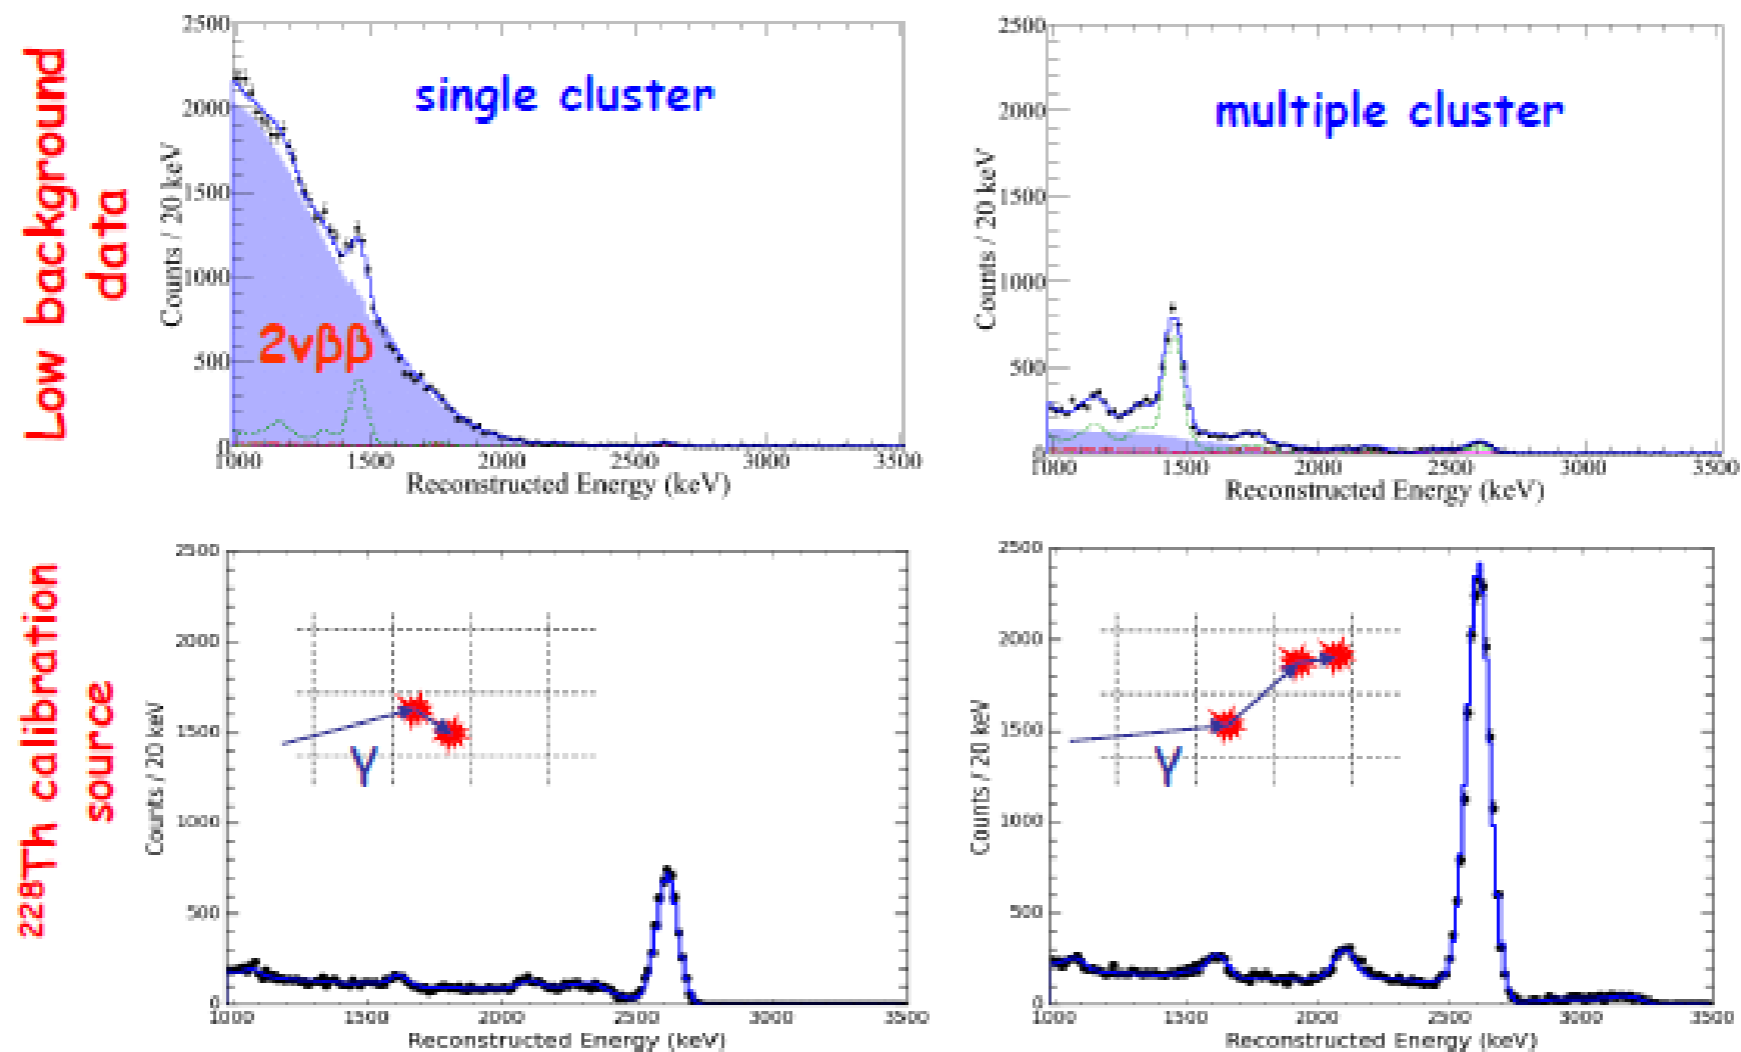 Low background
data
single cluster
2νββ
Counts / 20 keV
2500
2000
1500
1000
500
0
1000 1500 2000 2500 3000 3500
Reconstructed Energy (keV)
multiple cluster
Counts / 20 keV
2500
2000
1500
1000
500
0
1000 1500 2000 2500 3000 3500
Reconstructed Energy (keV)
²²⁸Th calibration
source
γ
Counts / 20 keV
2500
2000
1500
1000
500
0
1000 1500 2000 2500 3000 3500
Reconstructed Energy (keV)
γ
Counts / 20 keV
2500
2000
1500
1000
500
0
1000 1500 2000 2500 3000 3500
Reconstructed Energy (keV)